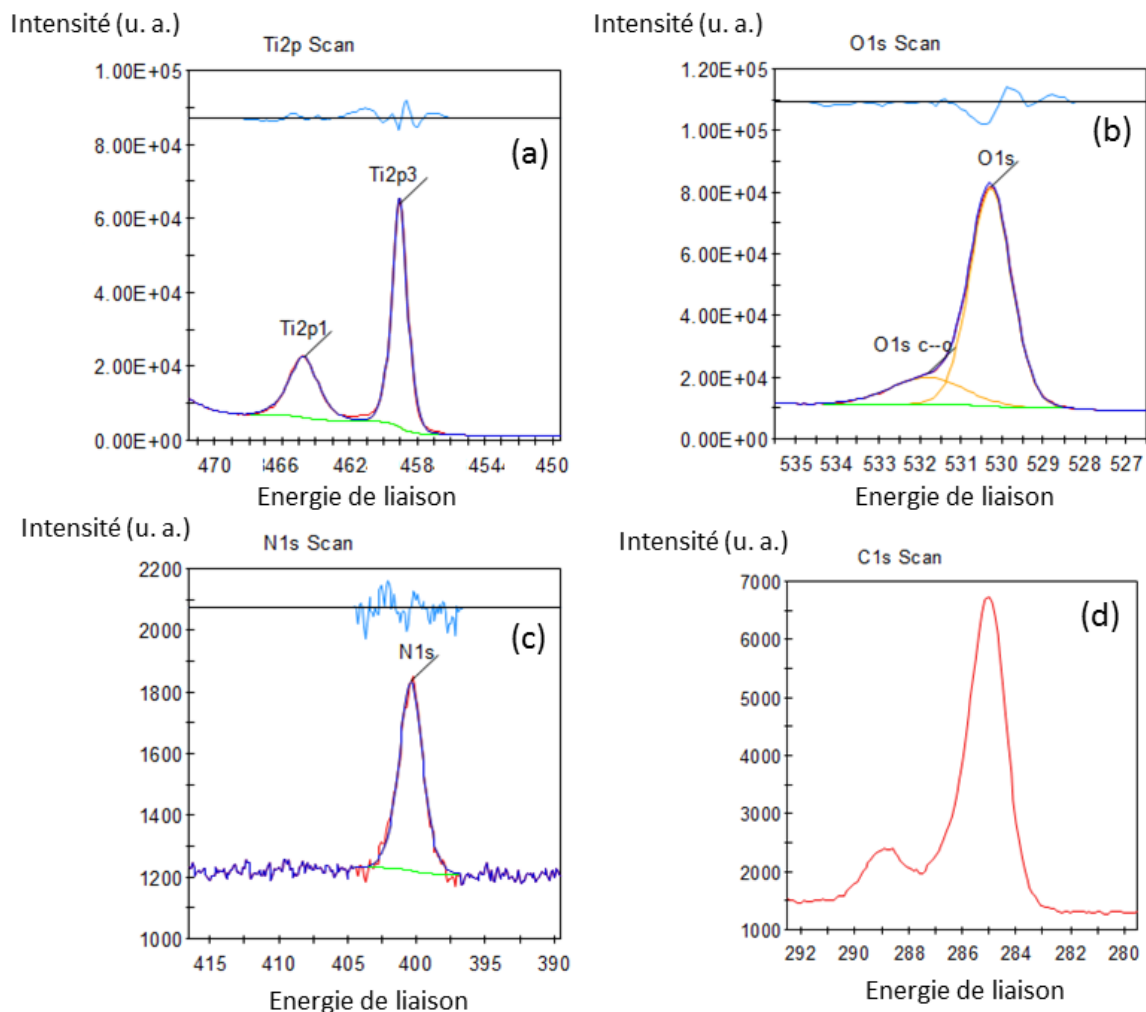 Intensité (u. a.)
Ti2p Scan
1.00E+05
8.00E+04
6.00E+04
4.00E+04
2.00E+04
0.00E+00
(a)
Ti2p3
Ti2p1
470 466 462 458 454 450
Energie de liaison
Intensité (u. a.)
O1s Scan
1.20E+05
1.00E+05
8.00E+04
6.00E+04
4.00E+04
2.00E+04
0.00E+00
(b)
O1s
O1s c--o
535 534 533 532 531 530 529 528 527
Energie de liaison
Intensité (u. a.)
N1s Scan
2200
2000
1800
1600
1400
1200
1000
(c)
N1s
415 410 405 400 395 390
Energie de liaison
Intensité (u. a.)
C1s Scan
7000
6000
5000
4000
3000
2000
1000
(d)
292 290 288 286 284 282 280
Energie de liaison